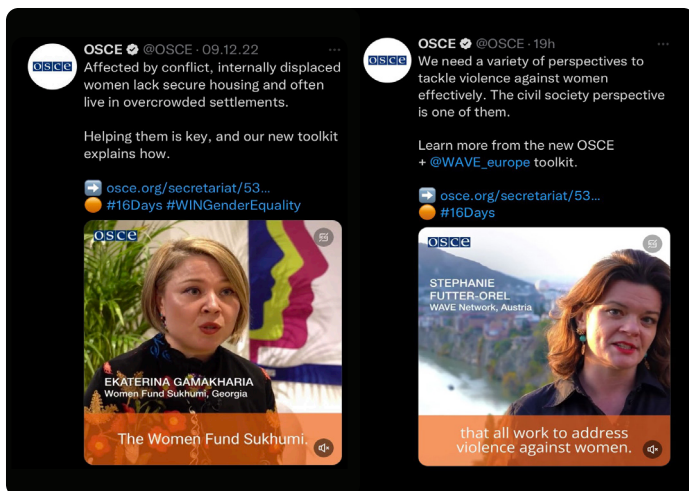 OSCE @OSCE · 09.12.22
Affected by conflict, internally displaced
women lack secure housing and often
live in overcrowded settlements.
Helping them is key, and our new toolkit
explains how.
osce.org/secretariat/53...
#16Days #WINGenderEquality
osce
osce
EKATERINA GAMAKHARIA
Women Fund Sukhumi, Georgia
The Women Fund Sukhumi.
OSCE @OSCE · 19h
We need a variety of perspectives to
tackle violence against women
effectively. The civil society perspective
is one of them.
Learn more from the new OSCE
+ @WAVE_europe toolkit.
osce.org/secretariat/53...
#16Days
osce
osce
STEPHANIE
FUTTER-OREL
WAVE Network, Austria
that all work to address
violence against women.